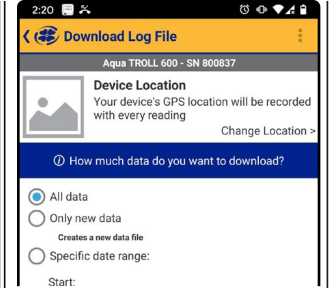 2:20
Download Log File
Aqua TROLL 600 - SN 800837
Device Location
Your device's GPS location will be recorded
with every reading
Change Location >
How much data do you want to download?
All data
Only new data
Creates a new data file
Specific date range:
Start: